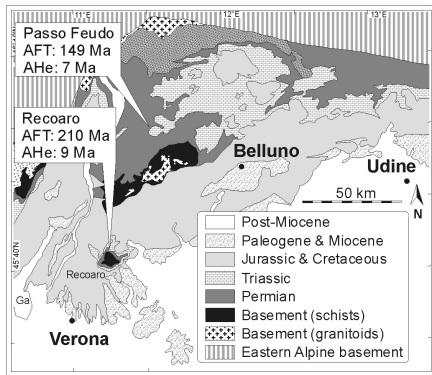 11°E 12°E 13°E
Passo Feudo
AFT: 149 Ma
AHe: 7 Ma
Recoaro
AFT: 210 Ma
AHe: 9 Ma
Belluno
Udine
50 km
N
45°40'N
Recoaro
Ga
Verona
Post-Miocene
Paleogene & Miocene
Jurassic & Cretaceous
Triassic
Permian
Basement (schists)
Basement (granitoids)
Eastern Alpine basement